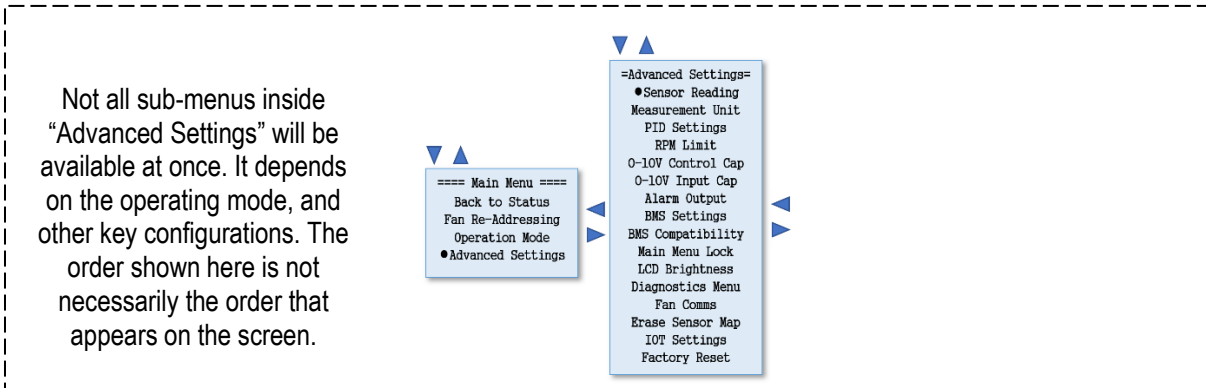 Not all sub-menus inside
“Advanced Settings” will be
available at once. It depends
on the operating mode, and
other key configurations. The
order shown here is not
necessarily the order that
appears on the screen.
==== Main Menu ====
Back to Status
Fan Re-Addressing
Operation Mode
●Advanced Settings
=Advanced Settings=
●Sensor Reading
Measurement Unit
PID Settings
RPM Limit
0-10V Control Cap
0-10V Input Cap
Alarm Output
BMS Settings
BMS Compatibility
Main Menu Lock
LCD Brightness
Diagnostics Menu
Fan Comms
Erase Sensor Map
IOT Settings
Factory Reset